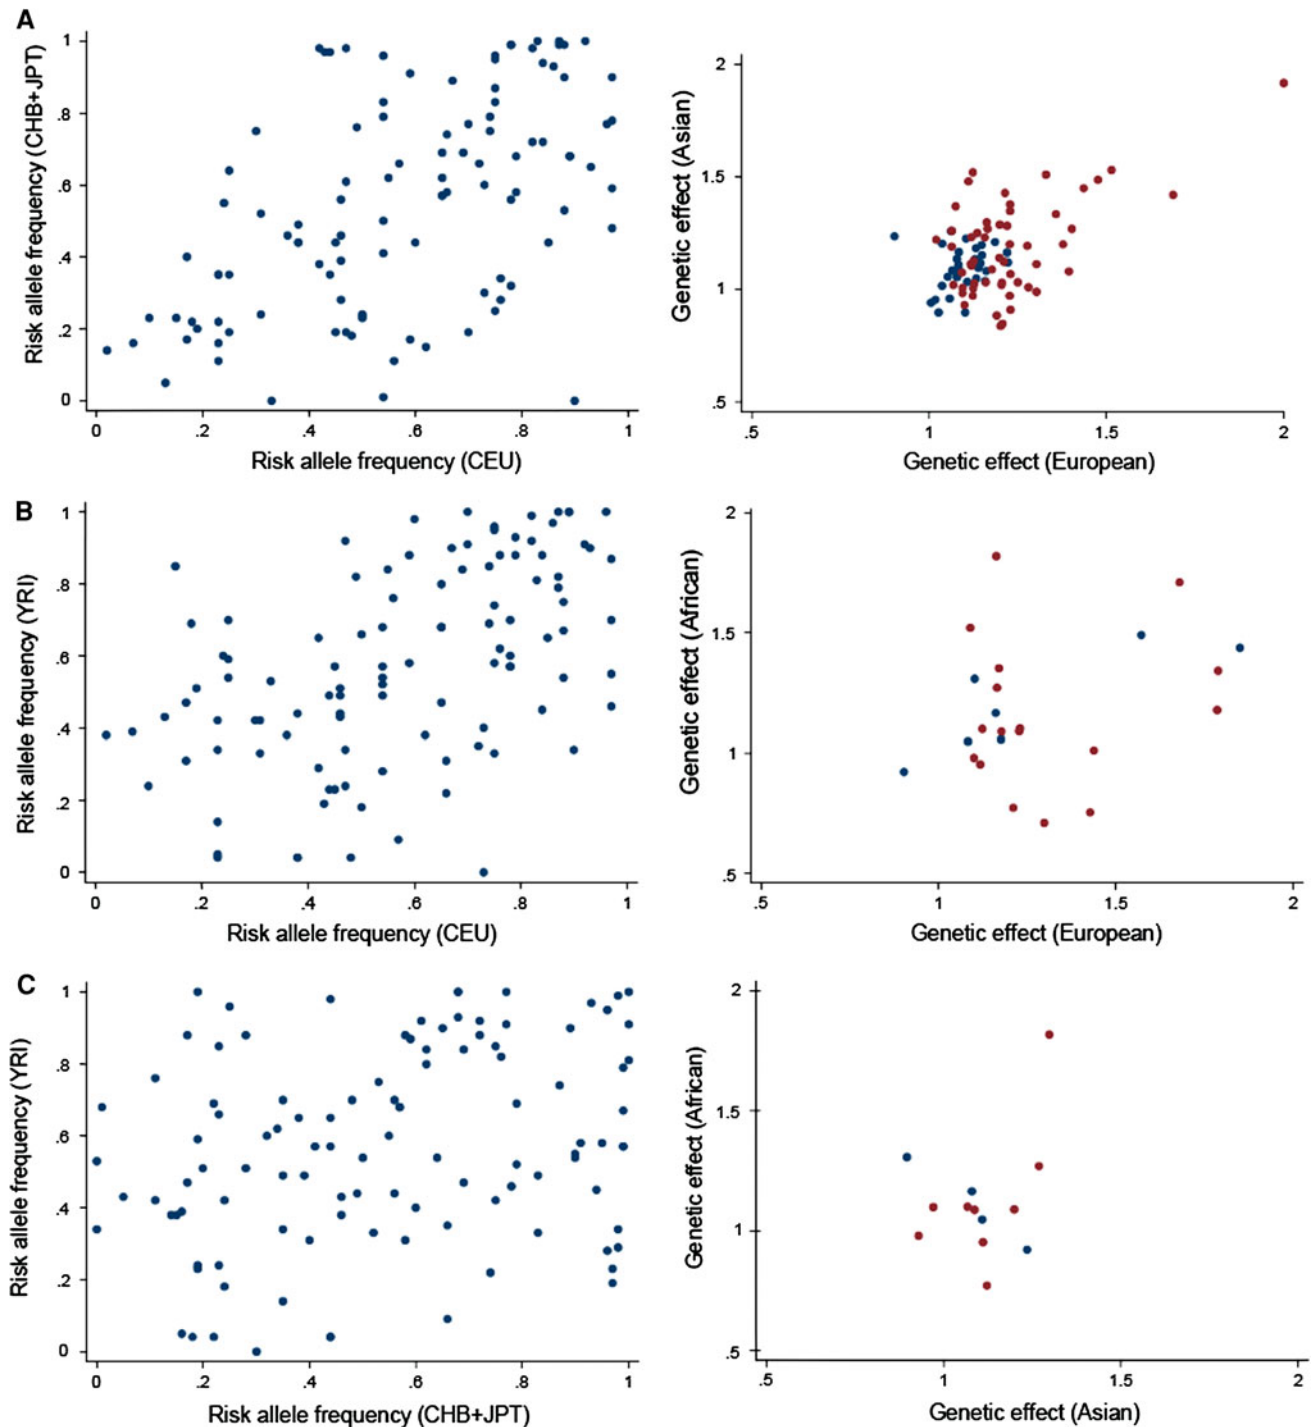 A
Risk allele frequency (CHB+JPT)
1
.8
.6
.4
.2
0
0 .2 .4 .6 .8 1
Risk allele frequency (CEU)
Genetic effect (Asian)
2
1.5
1
.5
.5 1 1.5 2
Genetic effect (European)
B
Risk allele frequency (YRI)
1
.8
.6
.4
.2
0
0 .2 .4 .6 .8 1
Risk allele frequency (CEU)
Genetic effect (African)
2
1.5
1
.5
.5 1 1.5 2
Genetic effect (European)
C
Risk allele frequency (YRI)
1
.8
.6
.4
.2
0
0 .2 .4 .6 .8 1
Risk allele frequency (CHB+JPT)
Genetic effect (African)
2
1.5
1
.5
.5 1 1.5 2
Genetic effect (Asian)